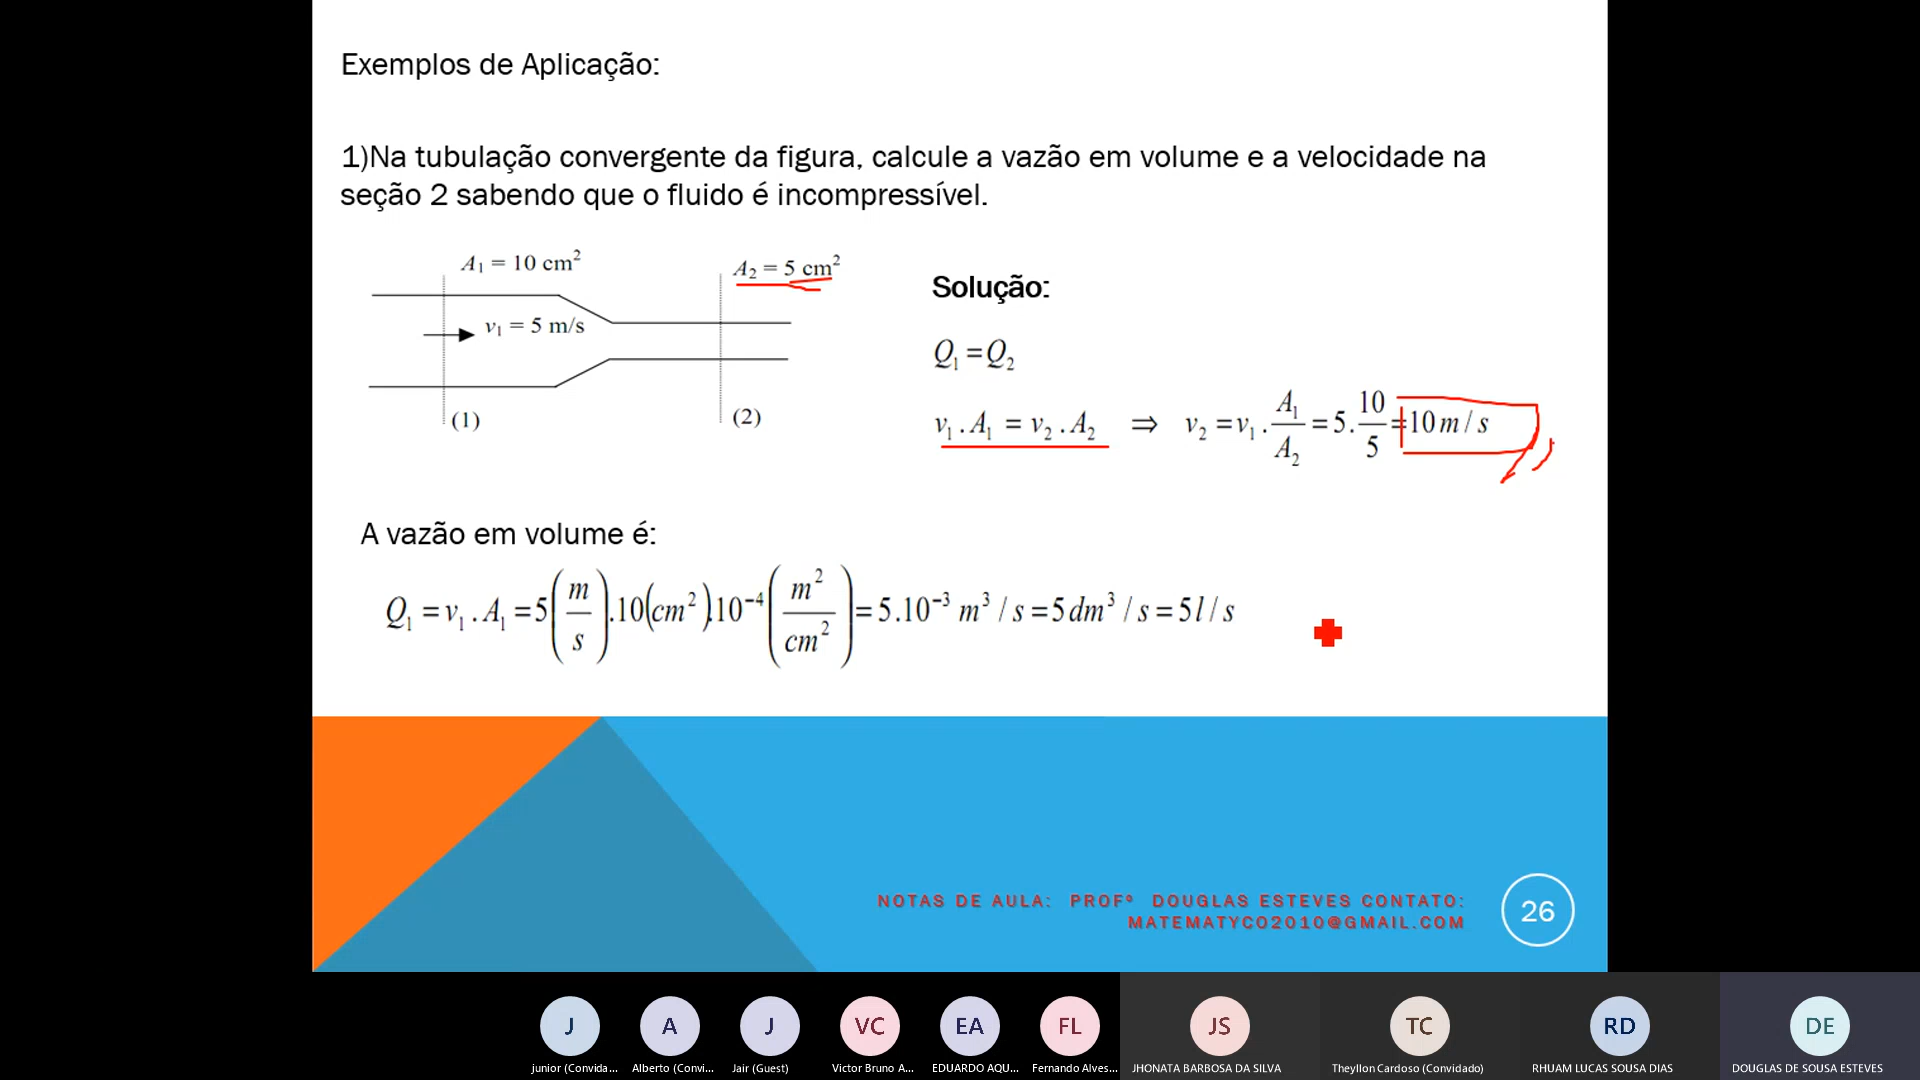 Exemplos de Aplicação:
1)Na tubulação convergente da figura, calcule a vazão em volume e a velocidade na
seção 2 sabendo que o fluido é incompressível.
A₁ = 10 cm²
A₂ = 5 cm²
v₁ = 5 m/s
(1)
(2)
Solução:
Q₁ = Q₂
v₁ . A₁ = v₂ . A₂ ⇒ v₂ = v₁ . A₁/A₂ = 5 . 10/5 = 10 m / s
A vazão em volume é:
Q₁ = v₁ . A₁ = 5(m/s).10(cm²).10⁻⁴(m²/cm²) = 5.10⁻³ m³ / s = 5 dm³ / s = 5 l / s
NOTAS DE AULA: PROFº DOUGLAS ESTEVES CONTATO:
MATEMATYCO2010@GMAIL.COM
26
J
A
J
VC
EA
FL
JS
TC
RD
DE
junior (Convida...
Alberto (Convi...
Jair (Guest)
Victor Bruno A...
EDUARDO AQU...
Fernando Alves...
JHONATA BARBOSA DA SILVA
Theyllon Cardoso (Convidado)
RHUAM LUCAS SOUSA DIAS
DOUGLAS DE SOUSA ESTEVES